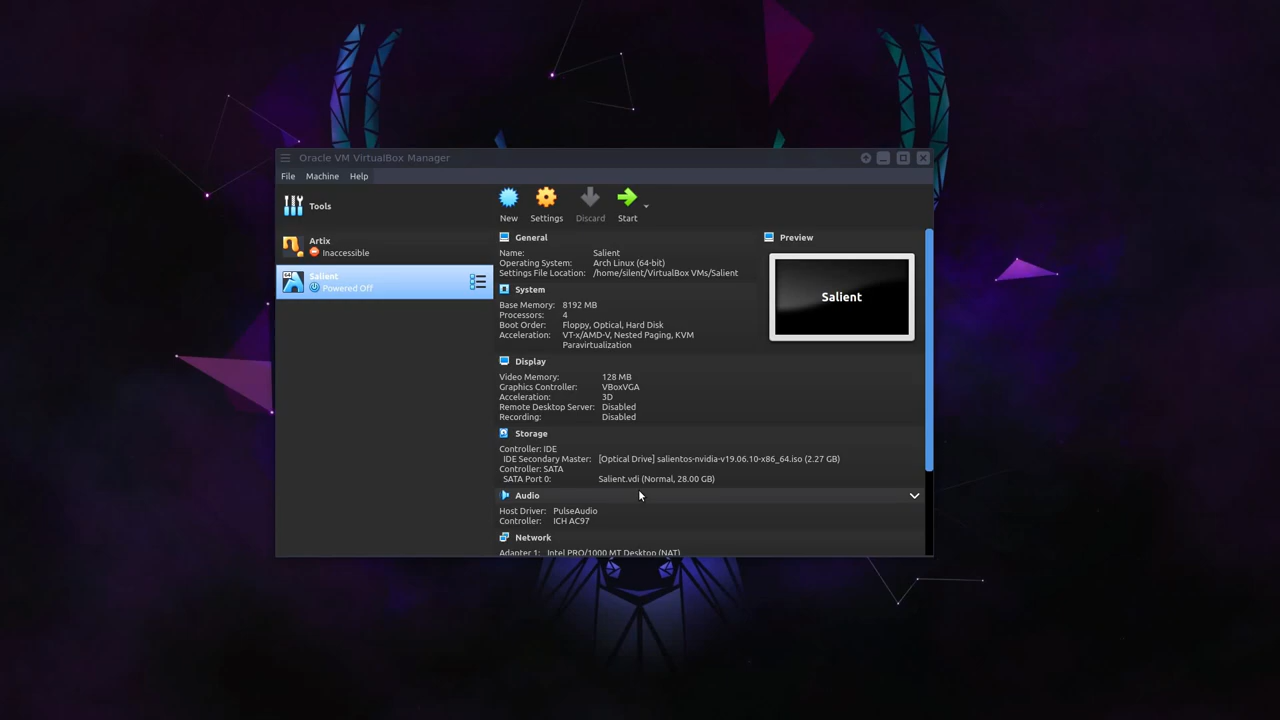 Oracle VM VirtualBox Manager
File Machine Help
Tools
Artix
Inaccessible
64
Salient
Powered Off
New Settings Discard Start
General
Name: Salient
Operating System: Arch Linux (64-bit)
Settings File Location: /home/silent/VirtualBox VMs/Salient
System
Base Memory: 8192 MB
Processors: 4
Boot Order: Floppy, Optical, Hard Disk
Acceleration: VT-x/AMD-V, Nested Paging, KVM
Paravirtualization
Preview
Salient
Display
Video Memory: 128 MB
Graphics Controller: VBoxVGA
Acceleration: 3D
Remote Desktop Server: Disabled
Recording: Disabled
Storage
Controller: IDE
IDE Secondary Master: [Optical Drive] salientos-nvidia-v19.06.10-x86_64.iso (2.27 GB)
Controller: SATA
SATA Port 0: Salient.vdi (Normal, 28.00 GB)
Audio
Host Driver: PulseAudio
Controller: ICH AC97
Network
Adapter 1: Intel PRO/1000 MT Desktop (NAT)